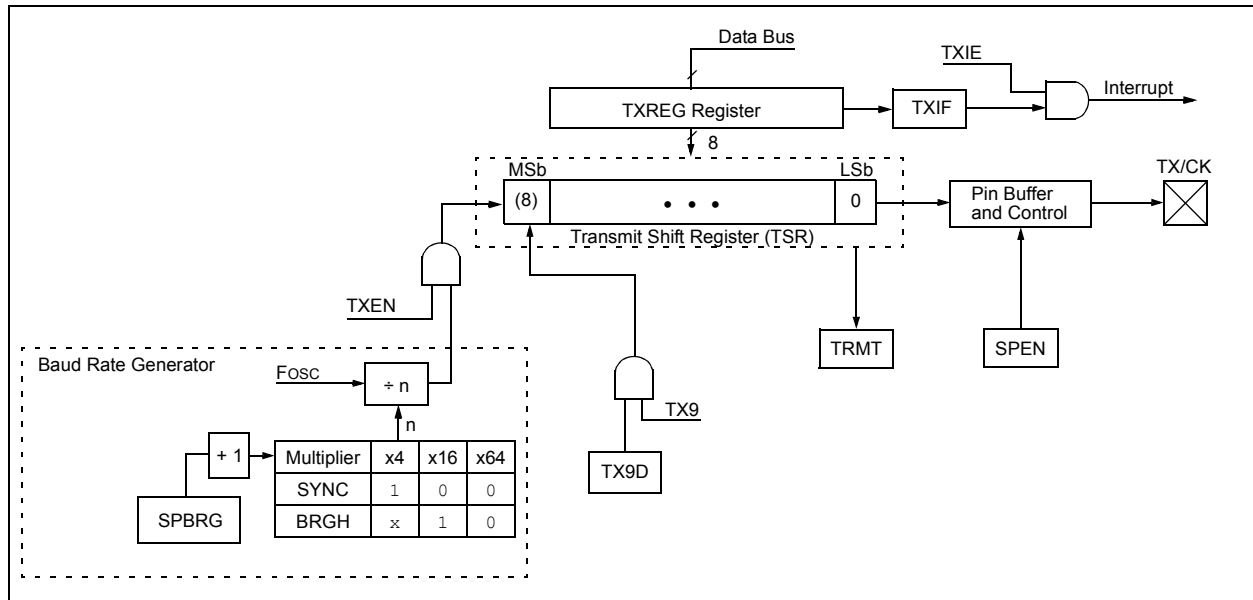 Data Bus
TXIE
Interrupt
TXREG Register
TXIF
8
MSb
LSb
TX/CK
(8)
• • •
0
Pin Buffer
and Control
Transmit Shift Register (TSR)
TXEN
TRMT
SPEN
Baud Rate Generator
FOSC
÷ n
TX9
n
+ 1
Multiplier x4 x16 x64
TX9D
SYNC 1 0 0
SPBRG
BRGH x 1 0